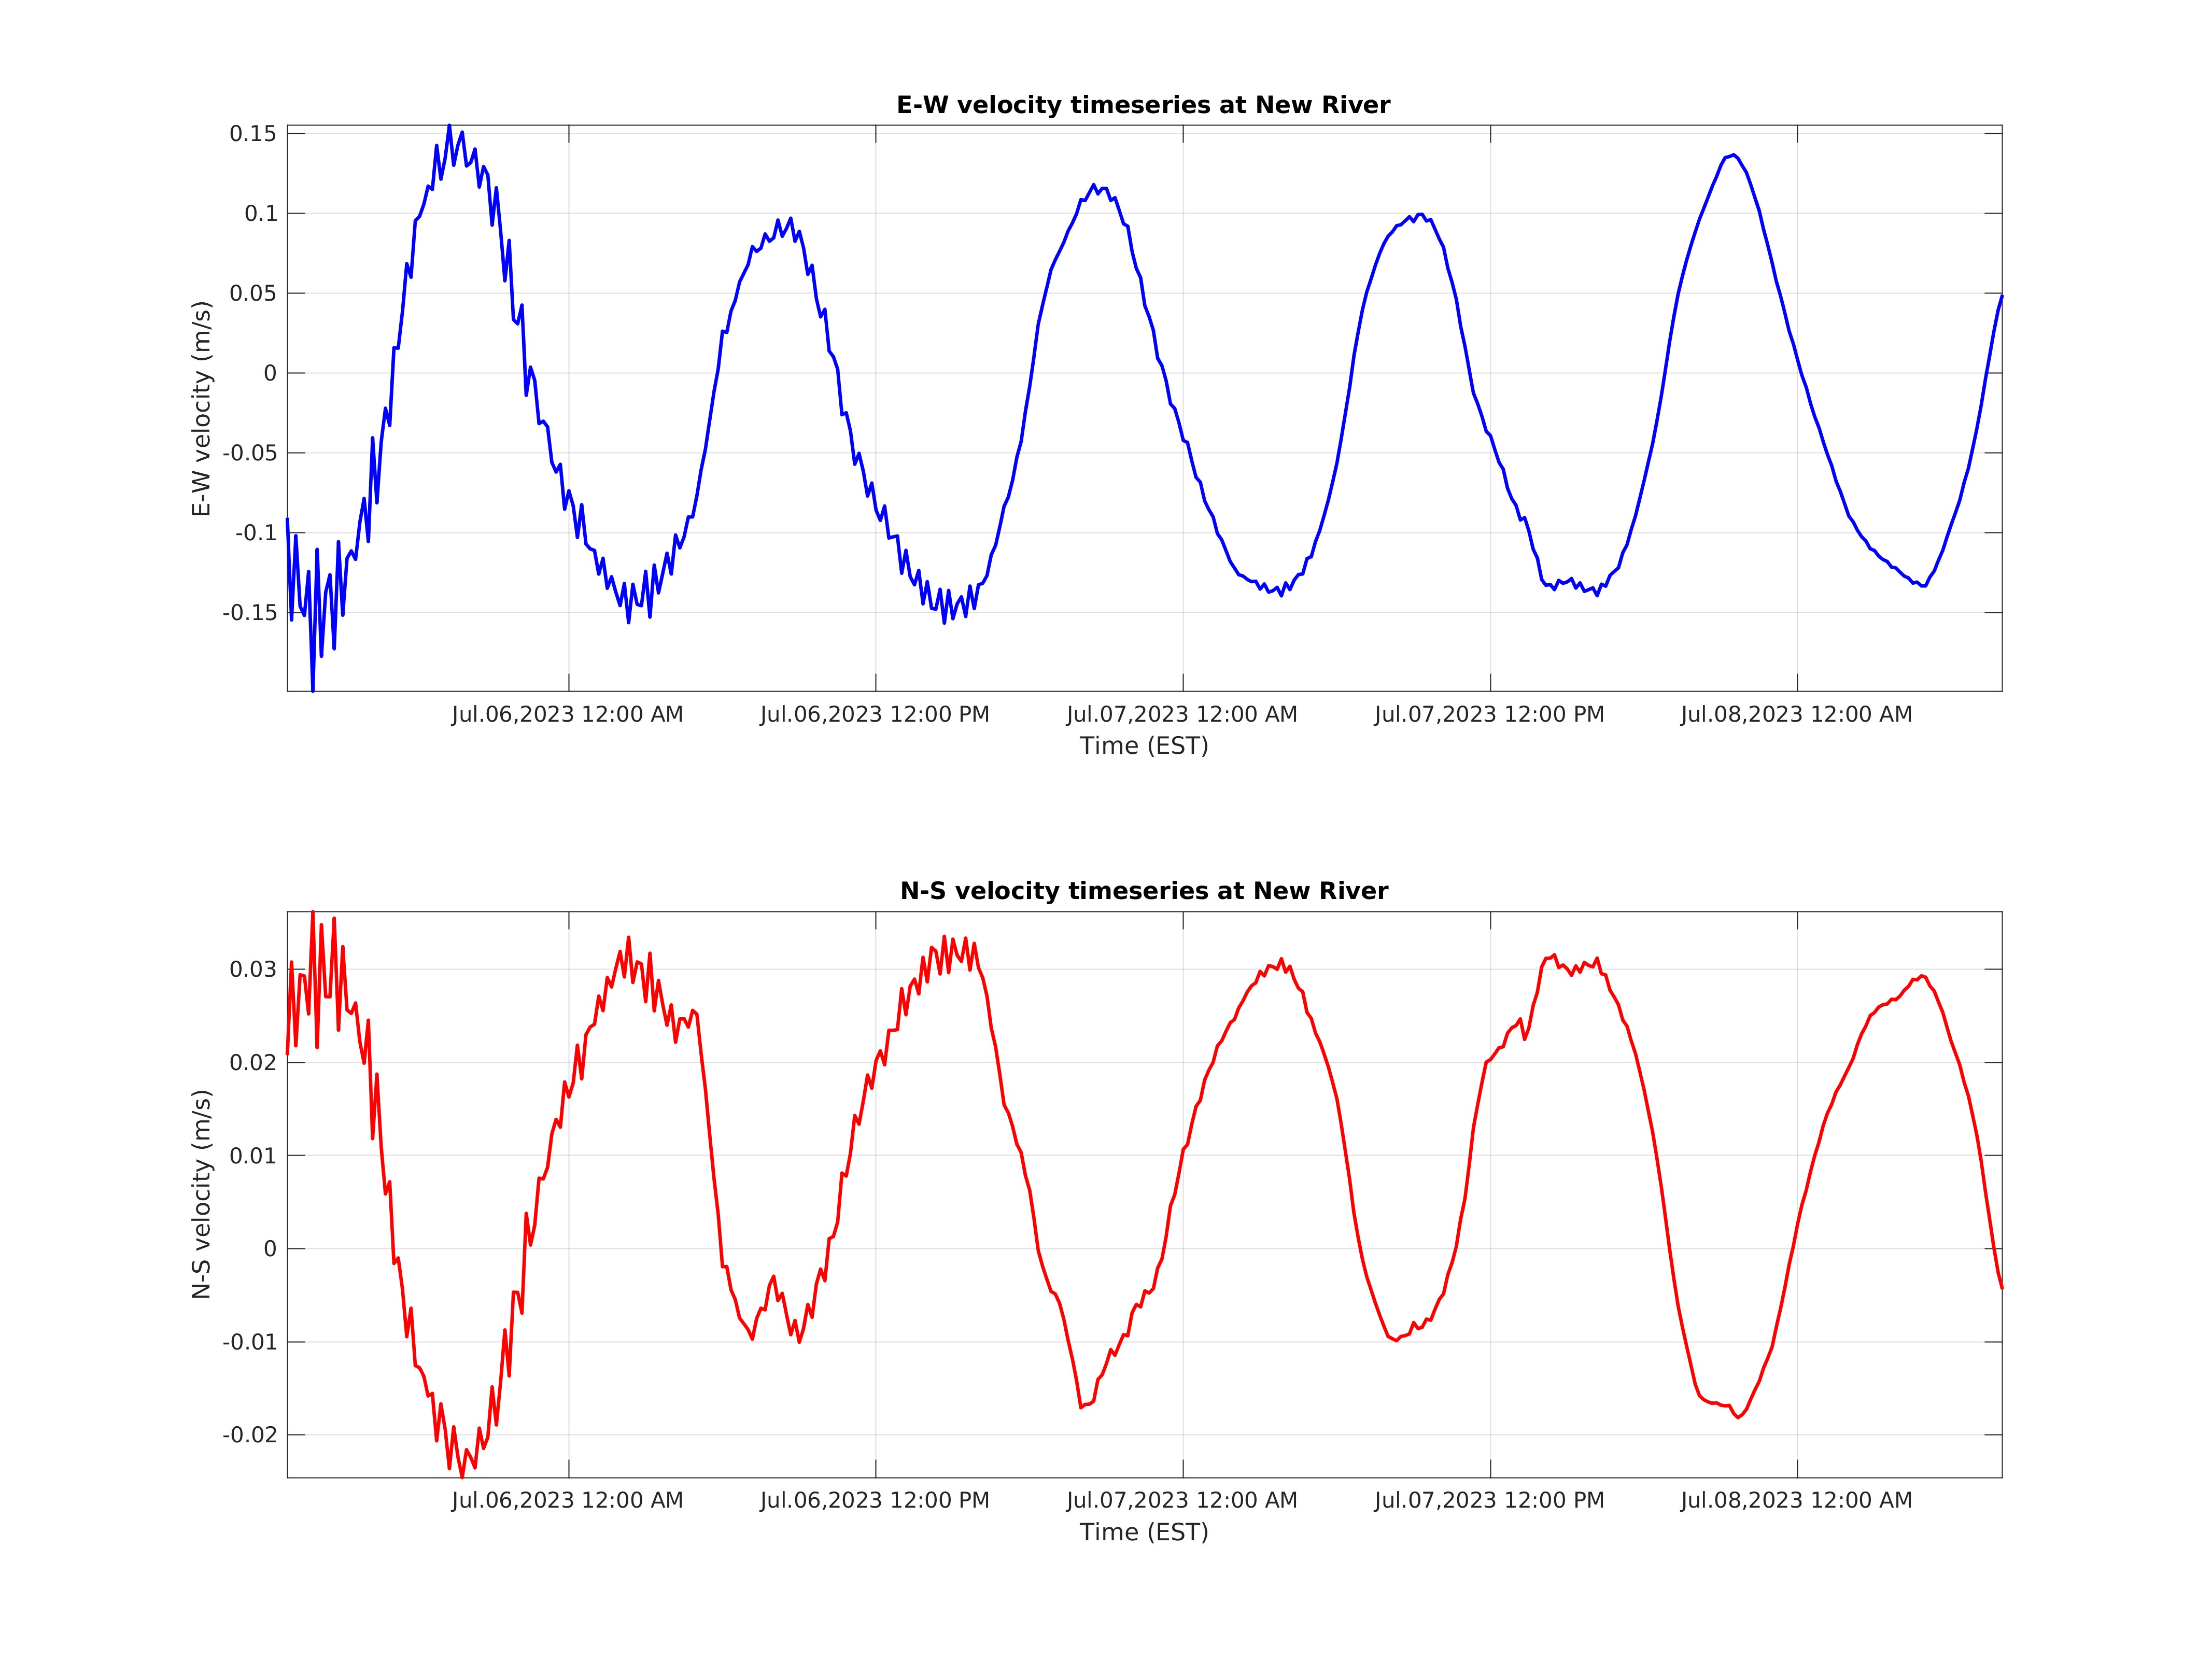 E-W velocity timeseries at New River
E-W velocity (m/s)
0.15
0.1
0.05
0
-0.05
-0.1
-0.15
Jul.06,2023 12:00 AM
Jul.06,2023 12:00 PM
Jul.07,2023 12:00 AM
Jul.07,2023 12:00 PM
Jul.08,2023 12:00 AM
Time (EST)
N-S velocity timeseries at New River
N-S velocity (m/s)
0.03
0.02
0.01
0
-0.01
-0.02
Jul.06,2023 12:00 AM
Jul.06,2023 12:00 PM
Jul.07,2023 12:00 AM
Jul.07,2023 12:00 PM
Jul.08,2023 12:00 AM
Time (EST)